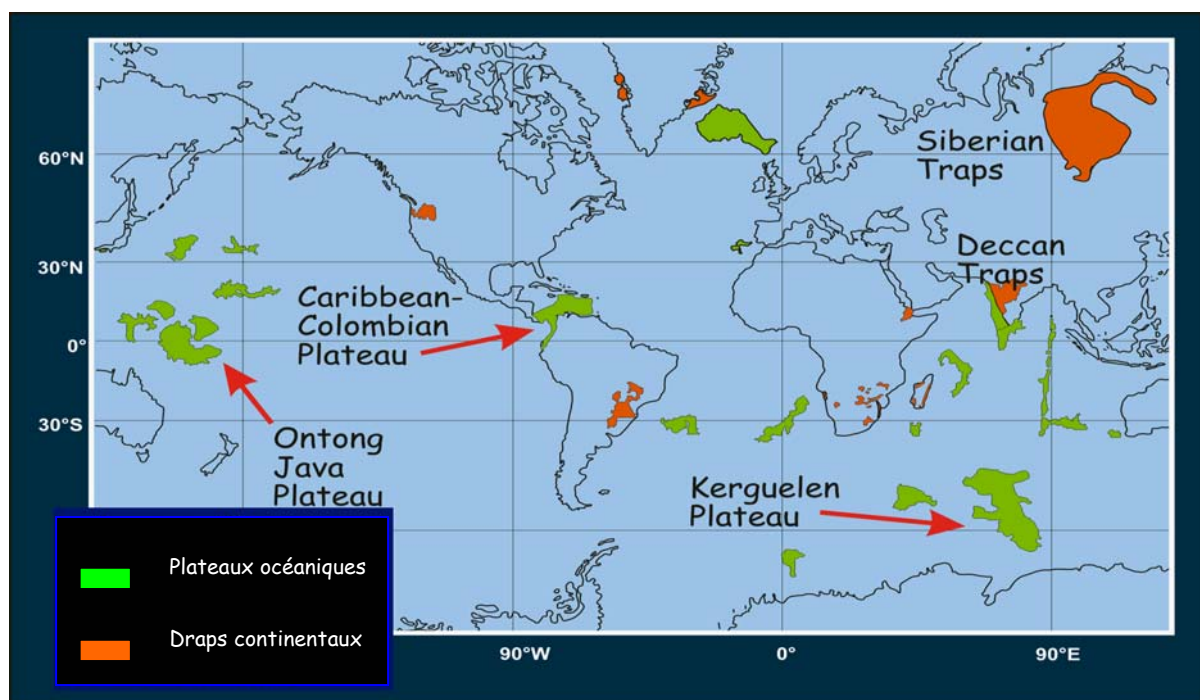 60°N
30°N
0°
30°S
90°W
0°
90°E
Siberian
Traps
Deccan
Traps
Caribbean-
Colombian
Plateau
Ontong
Java
Plateau
Kerguelen
Plateau
Plateaux océaniques
Draps continentaux